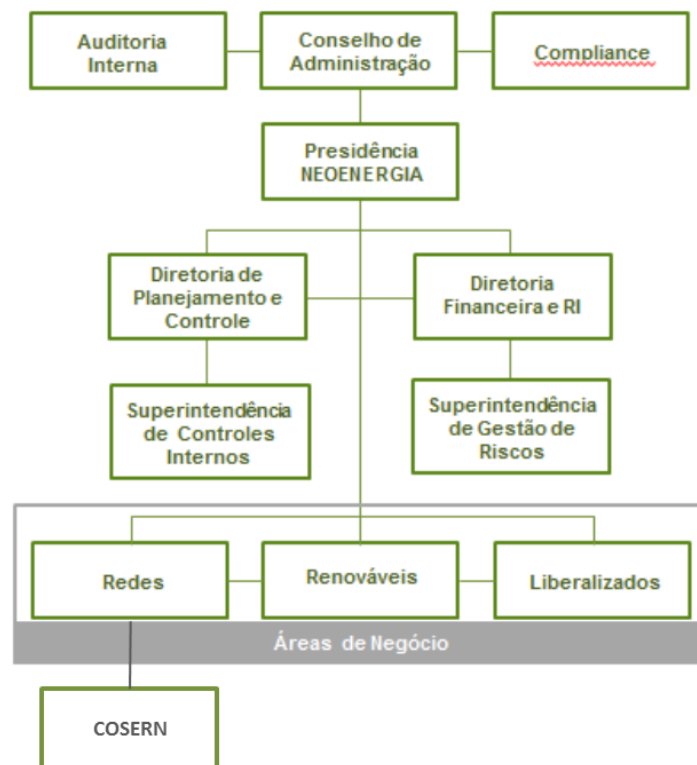 Auditoria
Interna
Conselho de
Administração
Compliance
Presidência
NEOENERGIA
Diretoria de
Planejamento e
Controle
Diretoria
Financeira e RI
Superintendência
de Controles
Internos
Superintendência
de Gestão de
Riscos
Redes
Renováveis
Liberalizados
Áreas de Negócio
COSERN